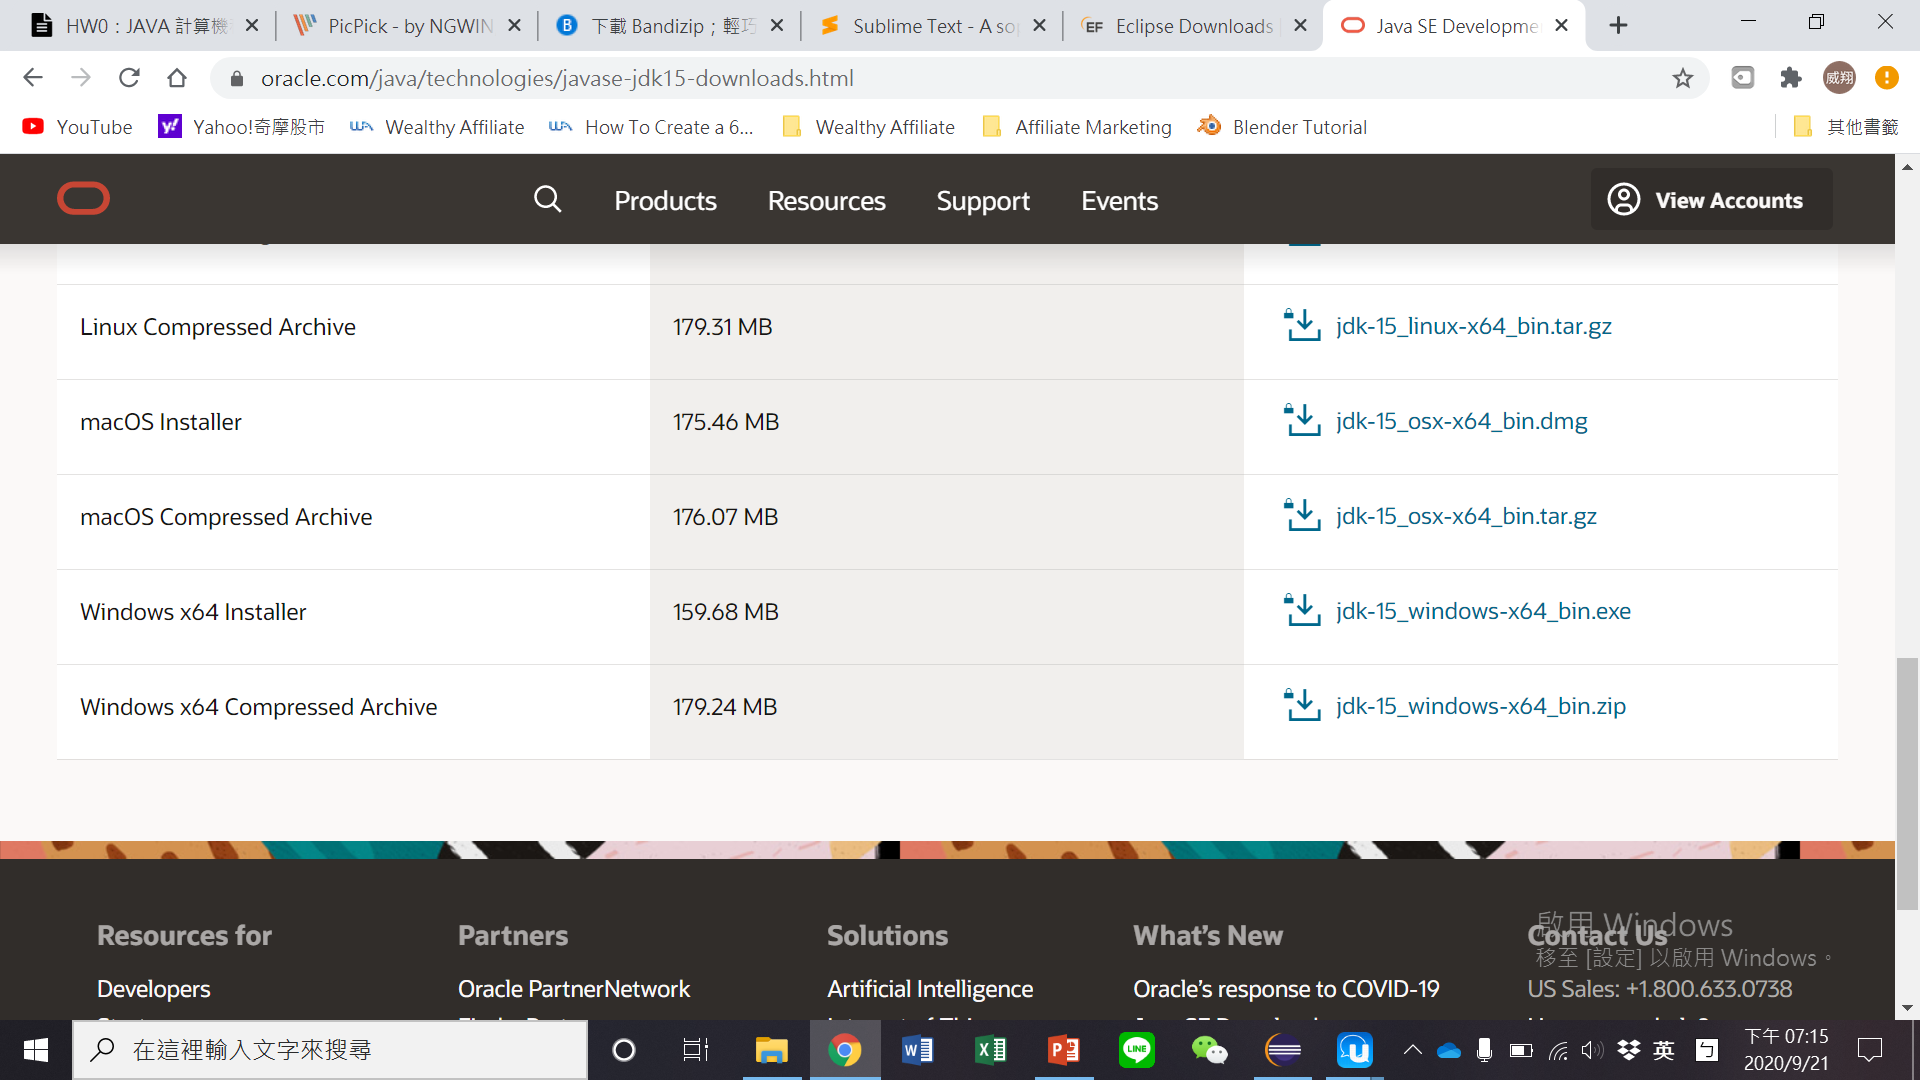 HW0：JAVA 計算機
PicPick - by NGWIN
下載 Bandizip；輕巧
Sublime Text - A so
Eclipse Downloads
Java SE Developme
oracle.com/java/technologies/javase-jdk15-downloads.html
威翔
YouTube
Yahoo!奇摩股市
Wealthy Affiliate
How To Create a 6...
Wealthy Affiliate
Affiliate Marketing
Blender Tutorial
其他書籤
Products
Resources
Support
Events
View Accounts
Linux Compressed Archive
179.31 MB
jdk-15_linux-x64_bin.tar.gz
macOS Installer
175.46 MB
jdk-15_osx-x64_bin.dmg
macOS Compressed Archive
176.07 MB
jdk-15_osx-x64_bin.tar.gz
Windows x64 Installer
159.68 MB
jdk-15_windows-x64_bin.exe
Windows x64 Compressed Archive
179.24 MB
jdk-15_windows-x64_bin.zip
Resources for
Partners
Solutions
What's New
Contact Us
啟用 Windows
移至 [設定] 以啟用 Windows。
Developers
Oracle PartnerNetwork
Artificial Intelligence
Oracle's response to COVID-19
US Sales: +1.800.633.0738
在這裡輸入文字來搜尋
LINE
英
ㄅ
下午 07:15
2020/9/21